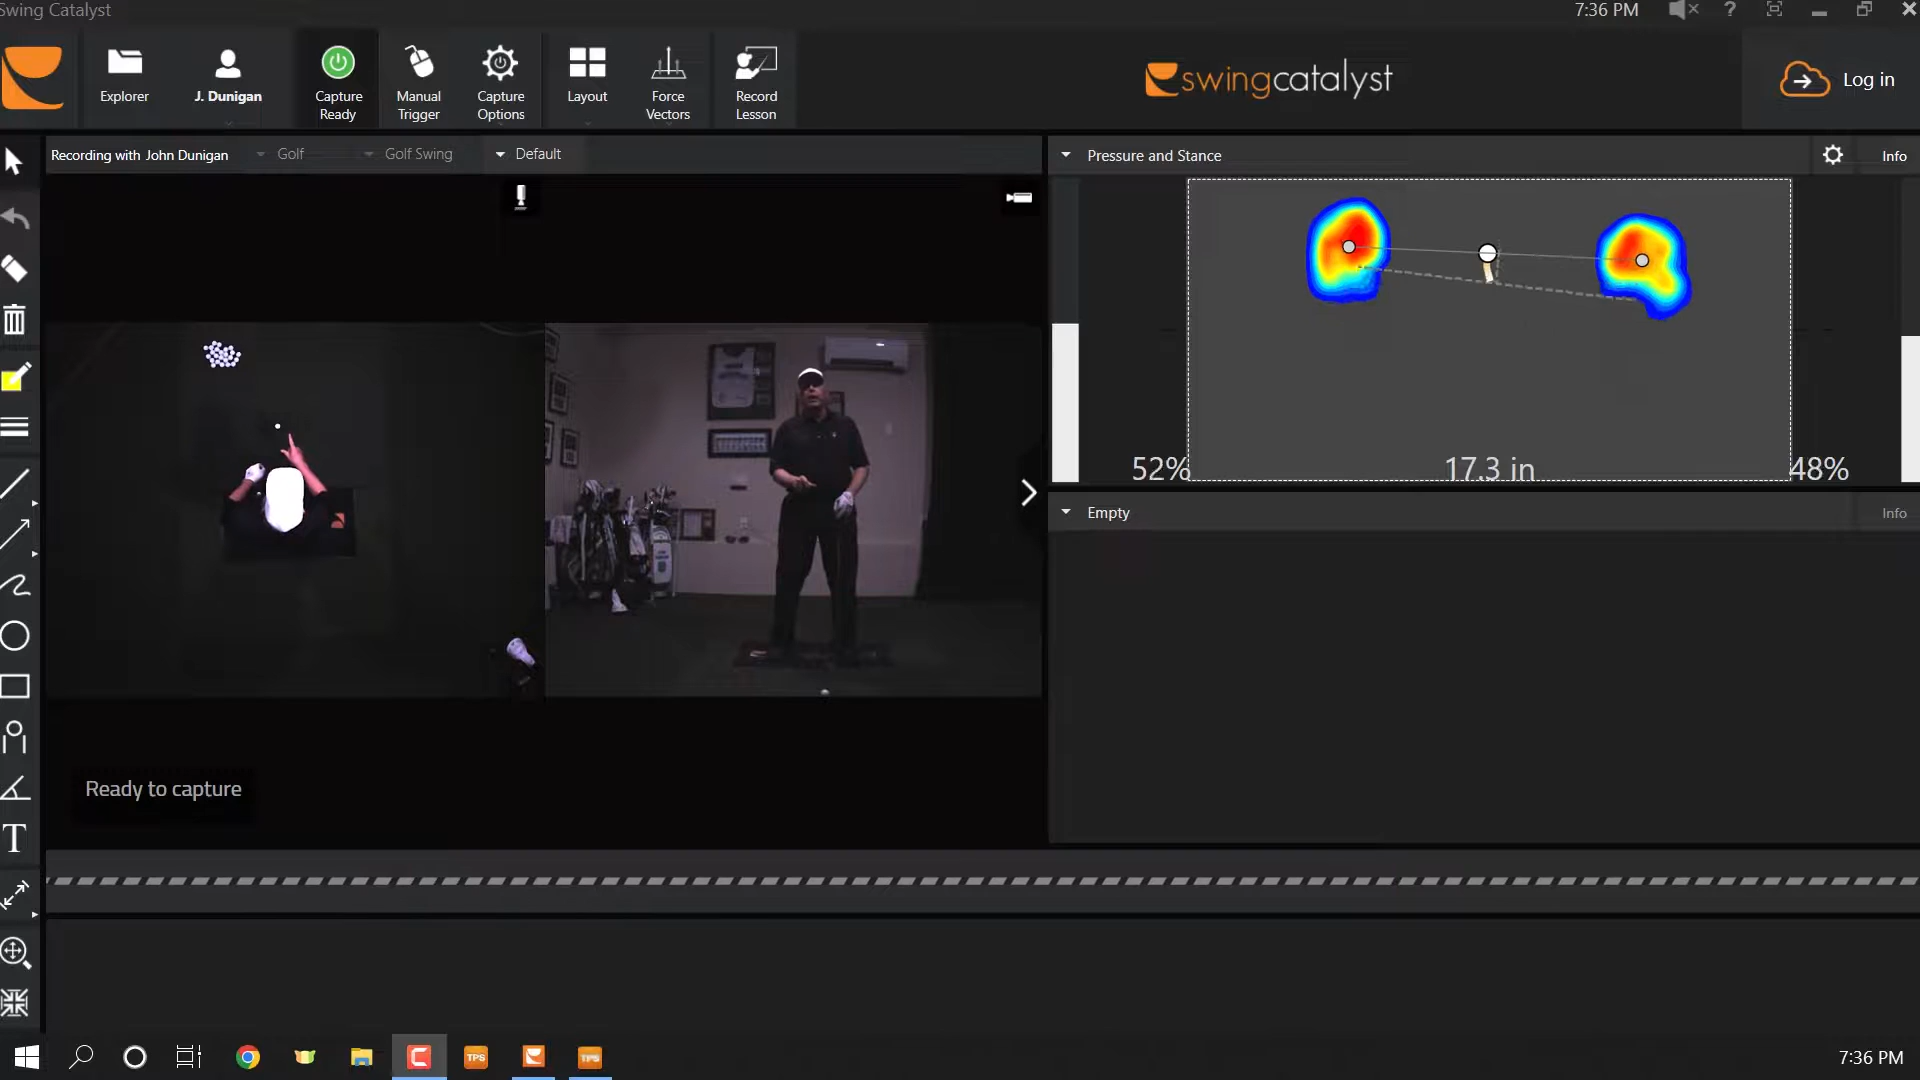 Swing Catalyst
7:36 PM
?
Explorer
J. Dunigan
Capture
Ready
Manual
Trigger
Capture
Options
Layout
Force
Vectors
Record
Lesson
swingcatalyst
Log in
Recording with John Dunigan
Golf
Golf Swing
Default
Pressure and Stance
Info
52%
17.3 in
48%
Empty
Info
Ready to capture
T
TPS
TPS
7:36 PM